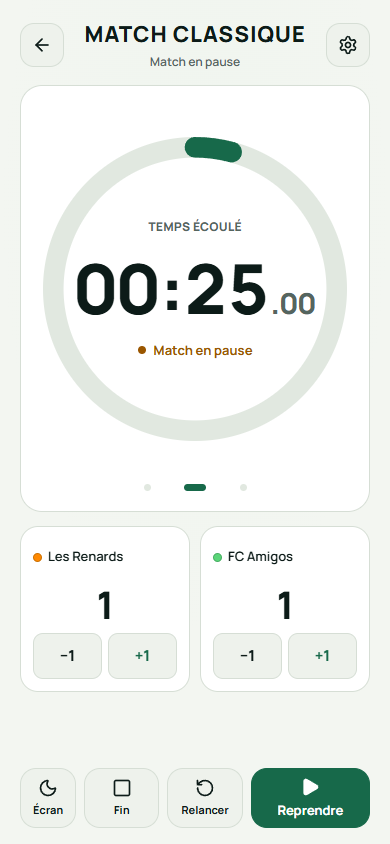 MATCH CLASSIQUE
Match en pause
TEMPS ÉCOULÉ
00:25.00
Match en pause
Les Renards
FC Amigos
1
1
−1
+1
−1
+1
Écran
Fin
Relancer
Reprendre